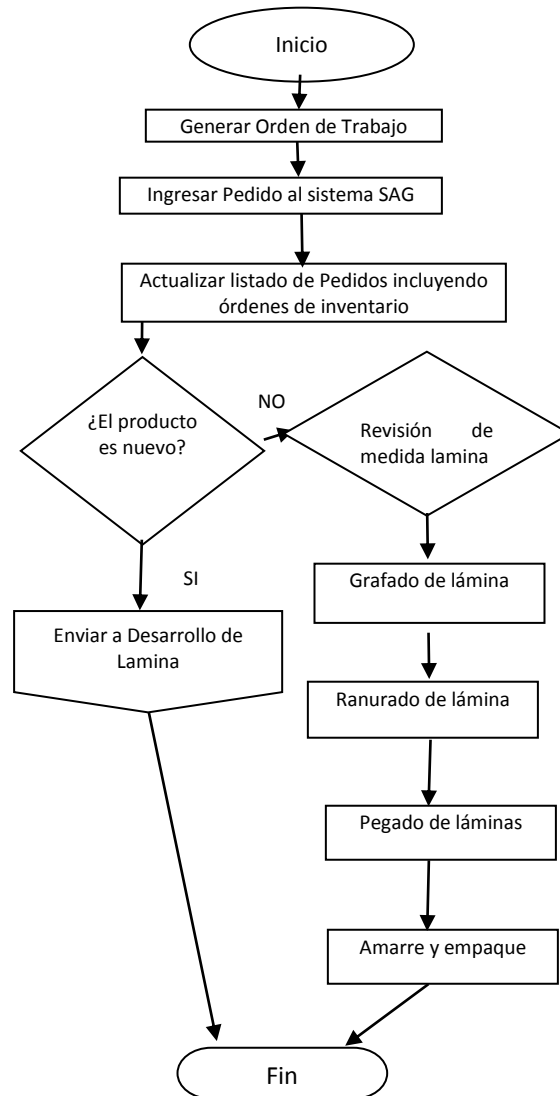 Inicio
Generar Orden de Trabajo
Ingresar Pedido al sistema SAG
Actualizar listado de Pedidos incluyendo
órdenes de inventario
¿El producto
es nuevo?
NO
Revisión de
medida lamina
SI
Grafado de lámina
Enviar a Desarrollo de
Lamina
Ranurado de lámina
Pegado de láminas
Amarre y empaque
Fin